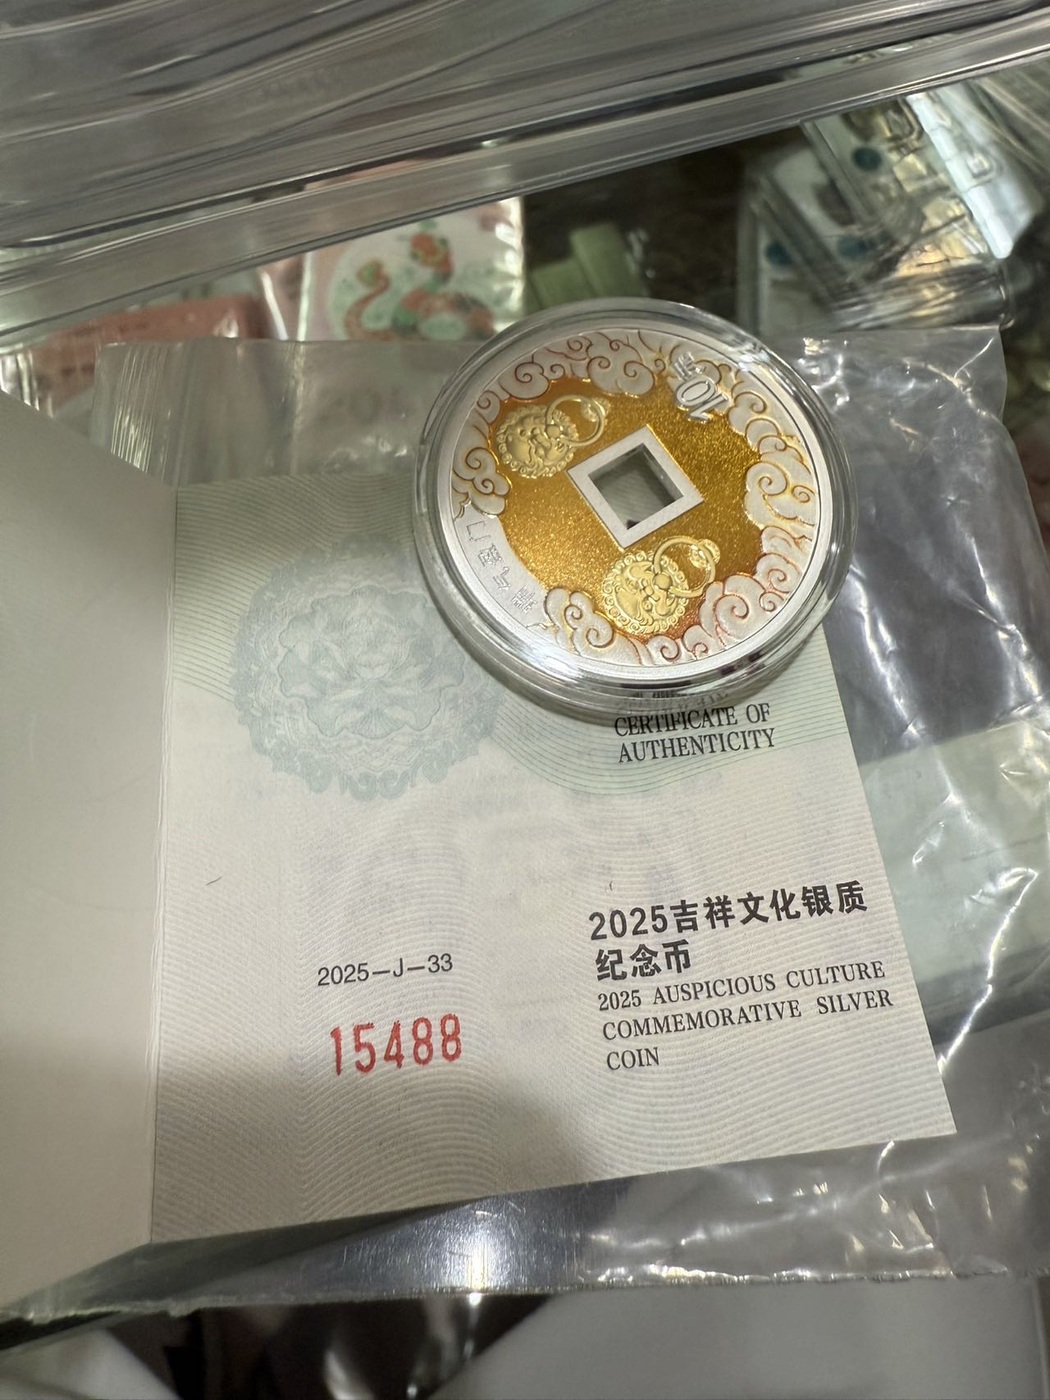 10元
CERTIFICATE OF
AUTHENTICITY
2025吉祥文化银质
纪念币
2025 AUSPICIOUS CULTURE
COMMEMORATIVE SILVER
COIN
2025-J-33
15488